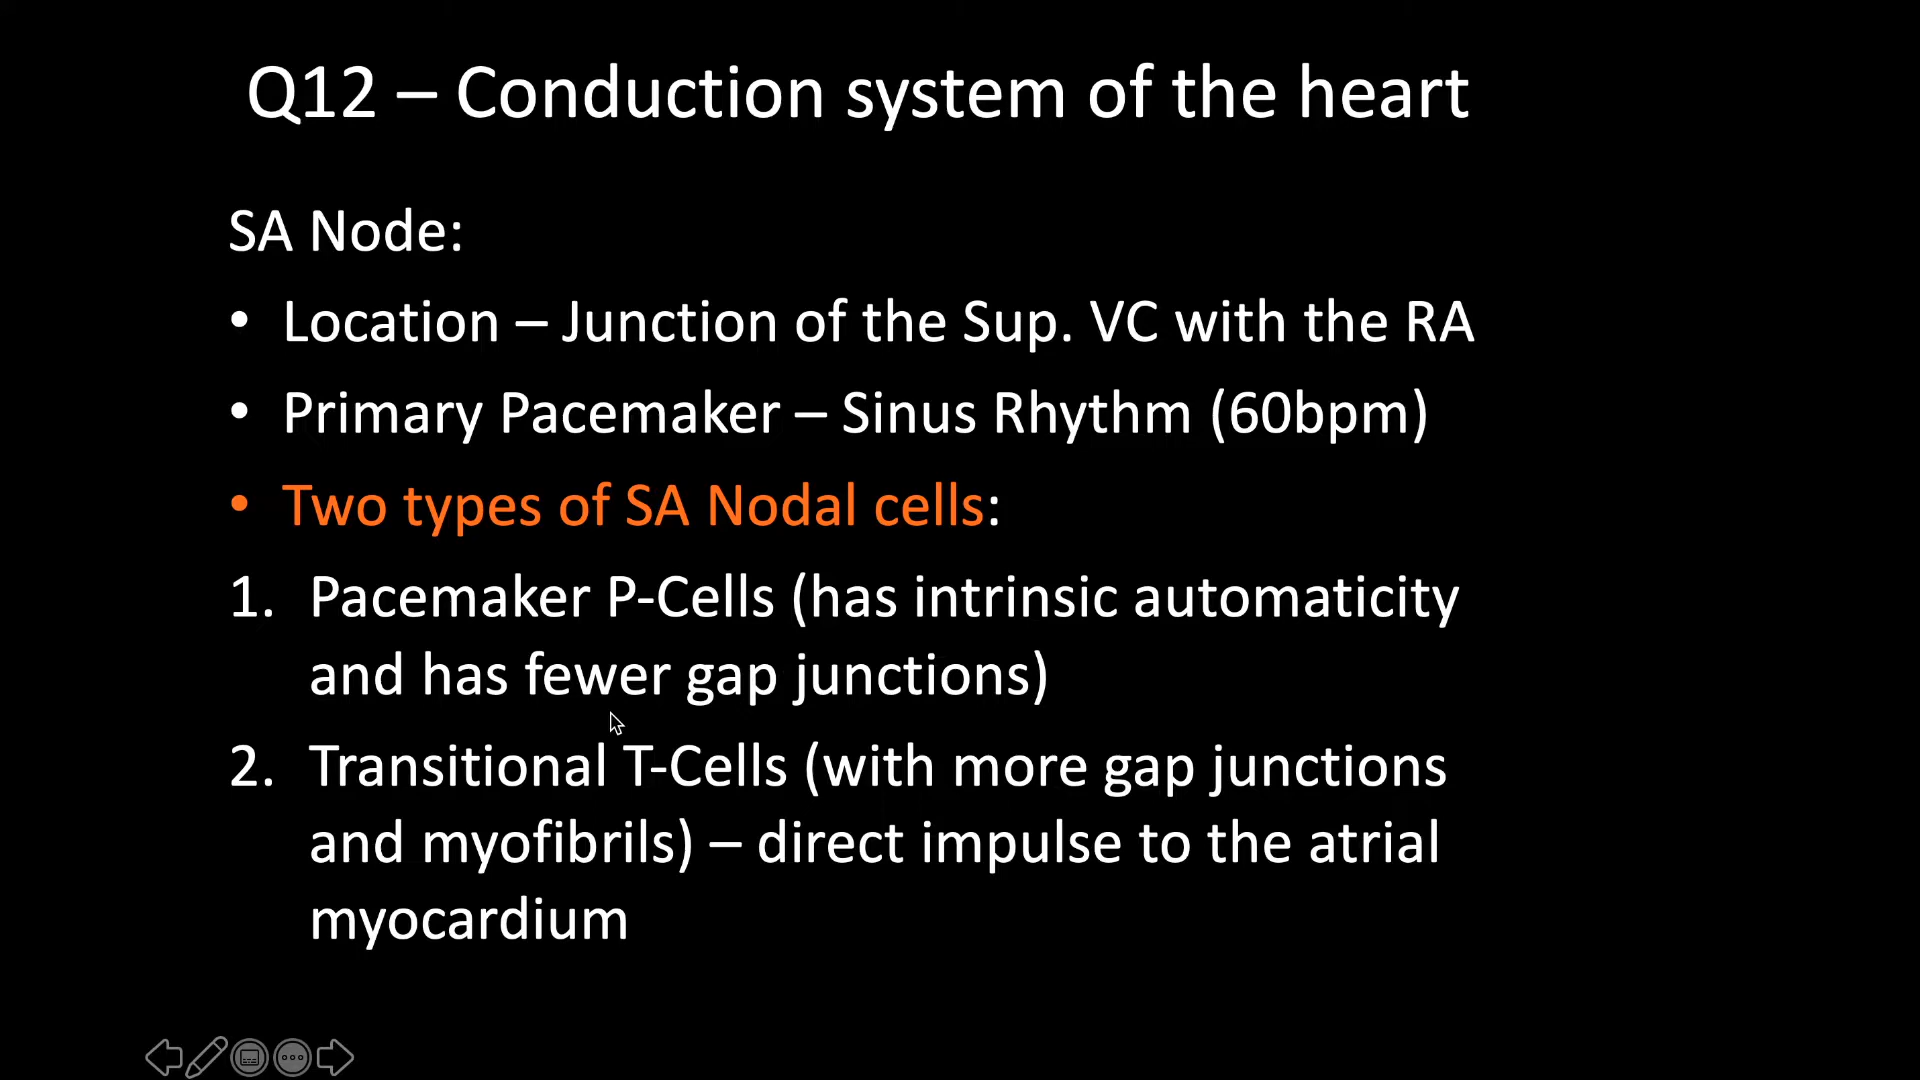 Q12 – Conduction system of the heart
SA Node:
• Location – Junction of the Sup. VC with the RA
• Primary Pacemaker – Sinus Rhythm (60bpm)
• Two types of SA Nodal cells:
1. Pacemaker P-Cells (has intrinsic automaticity
and has fewer gap junctions)
2. Transitional T-Cells (with more gap junctions
and myofibrils) – direct impulse to the atrial
myocardium